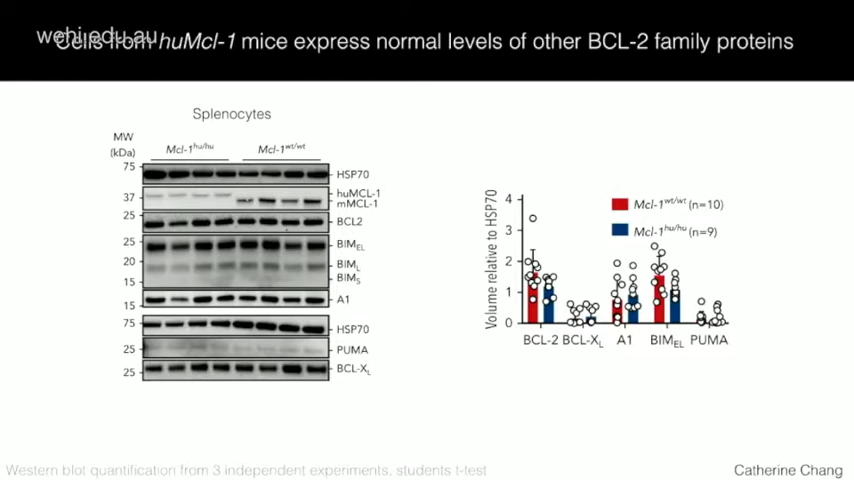 wehi.edu.au
Cells from huMcl-1 mice express normal levels of other BCL-2 family proteins
Splenocytes
MW
(kDa)
Mcl-1hu/hu
Mcl-1wt/wt
75
HSP70
37
huMCL-1
mMCL-1
25
BCL2
25
BIMEL
20
BIML
BIMS
15
15
A1
75
HSP70
25
PUMA
25
BCL-XL
Volume relative to HSP70
4
3
2
1
0
Mcl-1wt/wt (n=10)
Mcl-1hu/hu (n=9)
BCL-2 BCL-XL A1 BIMEL PUMA
Western blot quantification from 3 independent experiments, students t-test
Catherine Chang